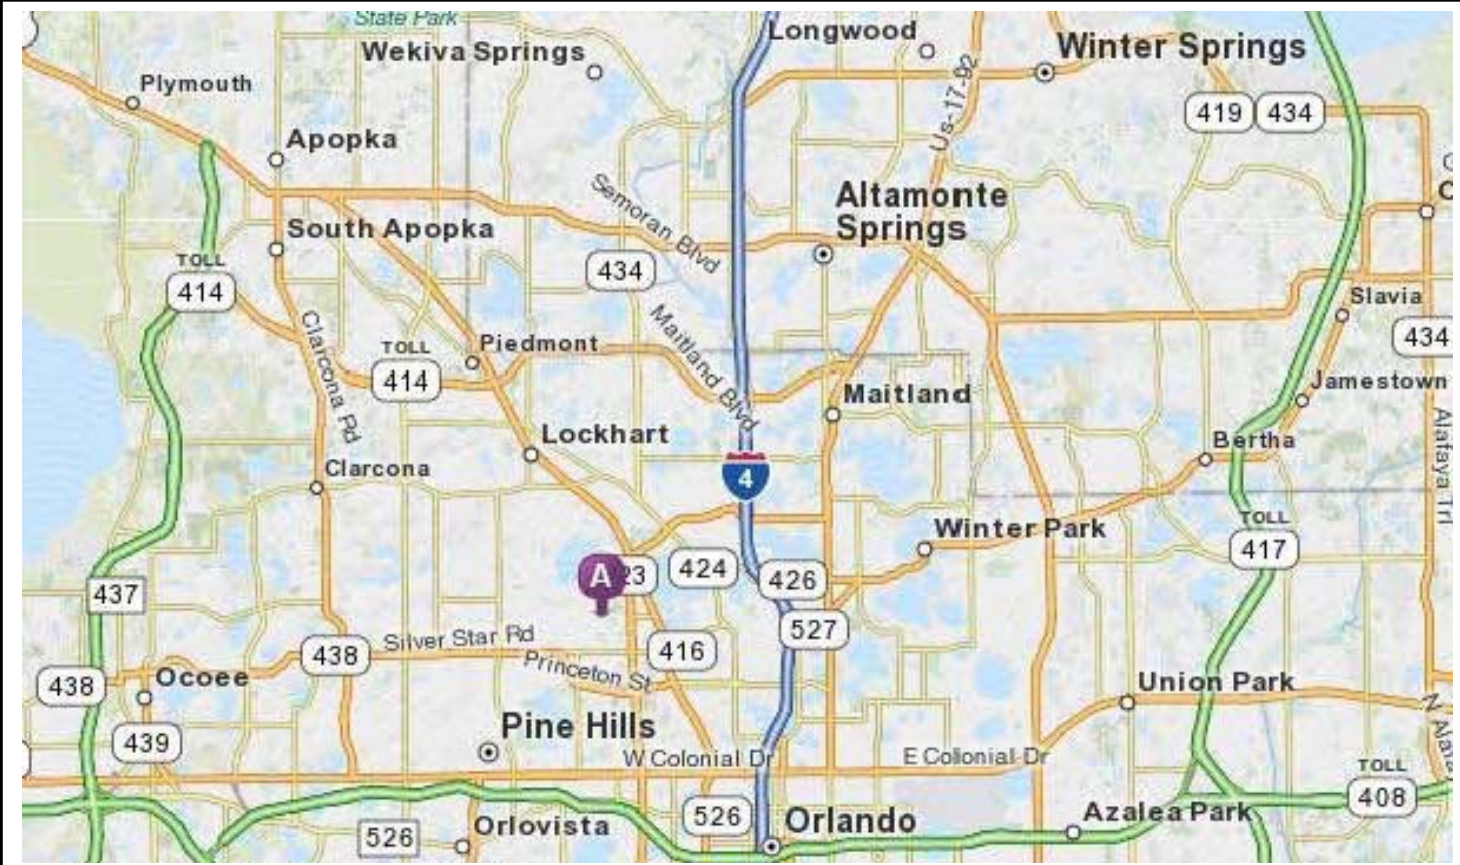 State Park
Longwood
Wekiva Springs
Winter Springs
Plymouth
Us-17-92
419
434
Apopka
Semoran Blvd
Altamonte
Springs
South Apopka
TOLL
414
434
Slavia
Clarcona Rd
Maitland Blvd
434
Piedmont
TOLL
414
Jamestown
Maitland
Alafaya Trl
Lockhart
Bertha
Clarcona
4
Winter Park
TOLL
417
A
23
424
426
437
527
Silver Star Rd
438
416
Princeton St
438
Ocoee
Union Park
Pine Hills
439
W Colonial Dr
E Colonial Dr
TOLL
408
526
Azalea Park
Orlando
526
Orlovista